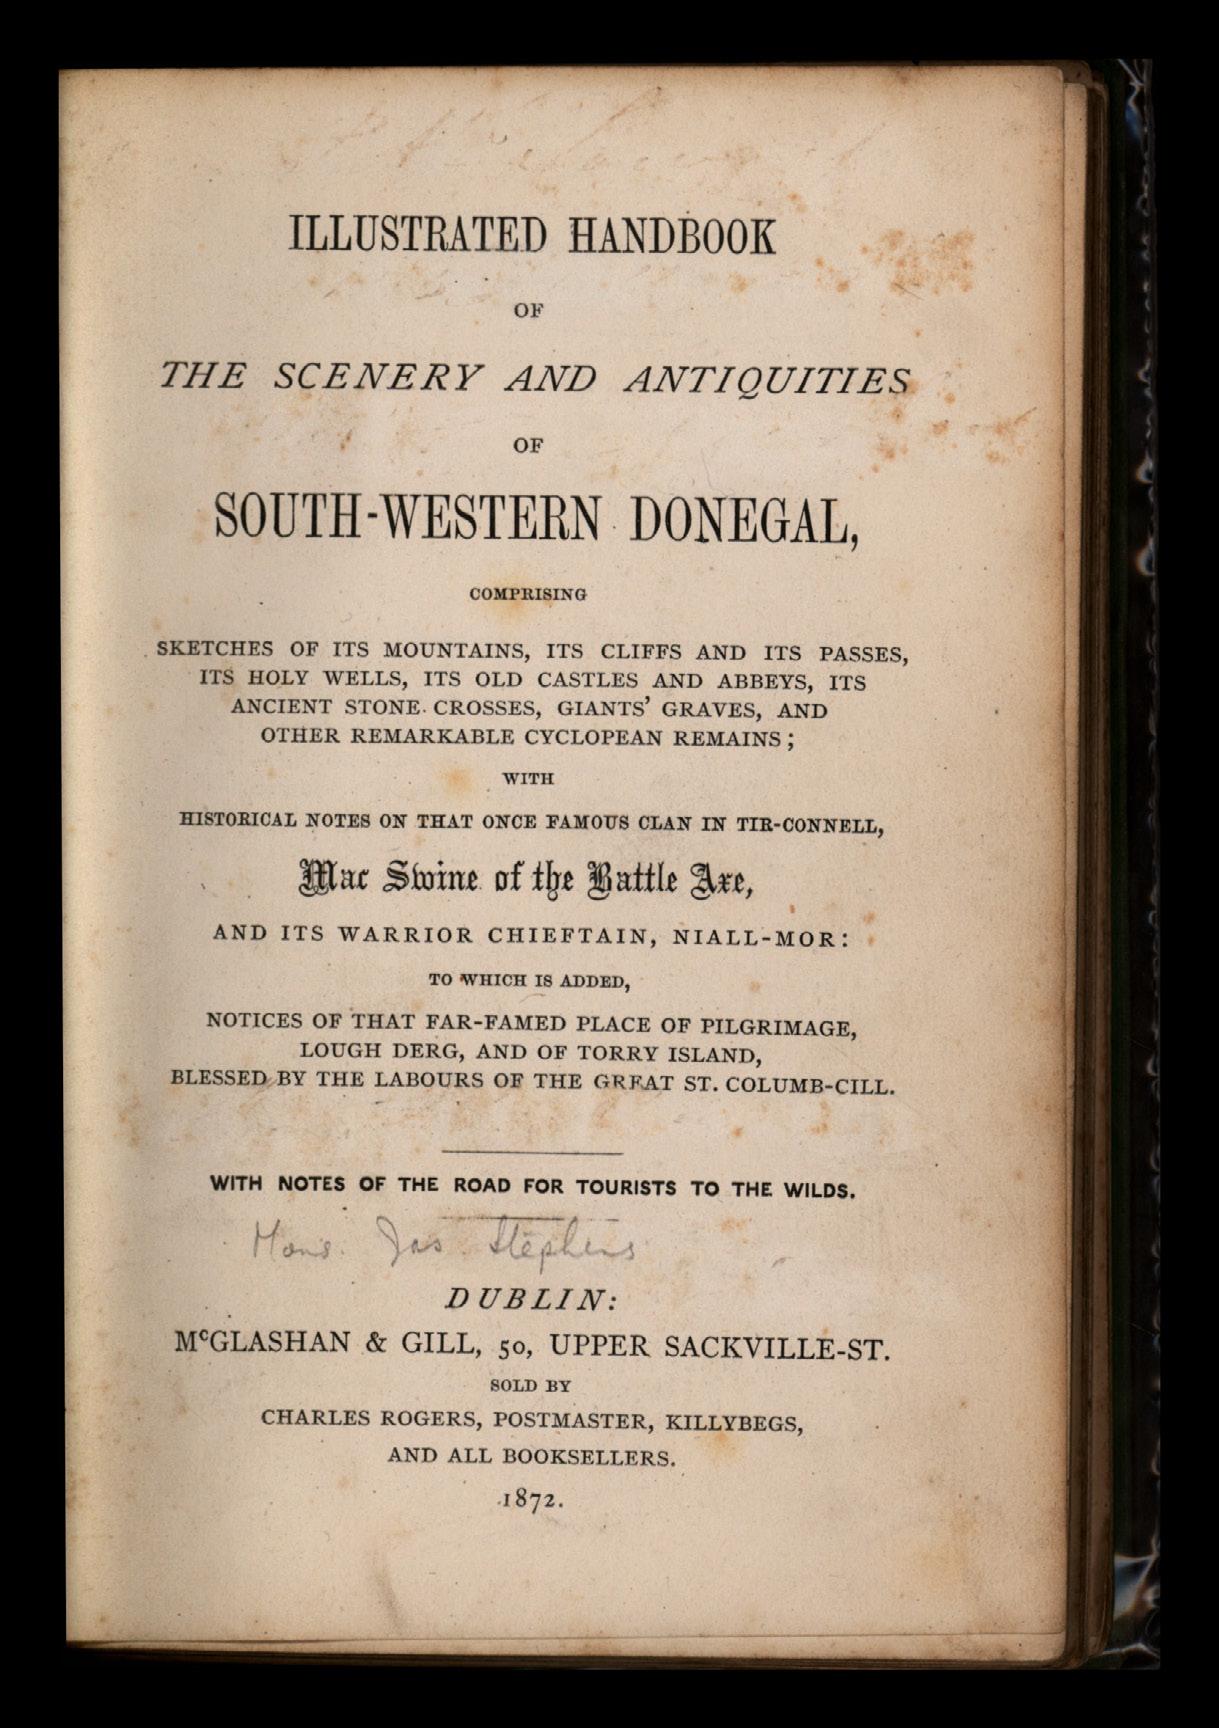 ILLUSTRATED HANDBOOK
OF
THE SCENERY AND ANTIQUITIES
OF
SOUTH-WESTERN DONEGAL,
COMPRISING
SKETCHES OF ITS MOUNTAINS, ITS CLIFFS AND ITS PASSES,
ITS HOLY WELLS, ITS OLD CASTLES AND ABBEYS, ITS
ANCIENT STONE CROSSES, GIANTS' GRAVES, AND
OTHER REMARKABLE CYCLOPEAN REMAINS;
WITH
HISTORICAL NOTES ON THAT ONCE FAMOUS CLAN IN TIR-CONNELL,
Mac Swine of the Battle Axe,
AND ITS WARRIOR CHIEFTAIN, NIALL-MOR:
TO WHICH IS ADDED,
NOTICES OF THAT FAR-FAMED PLACE OF PILGRIMAGE,
LOUGH DERG, AND OF TORRY ISLAND,
BLESSED BY THE LABOURS OF THE GREAT ST. COLUMB-CILL.
WITH NOTES OF THE ROAD FOR TOURISTS TO THE WILDS.
Jas Stephens
DUBLIN:
McGLASHAN & GILL, 50, UPPER SACKVILLE-ST.
SOLD BY
CHARLES ROGERS, POSTMASTER, KILLYBEGS,
AND ALL BOOKSELLERS.
1872.